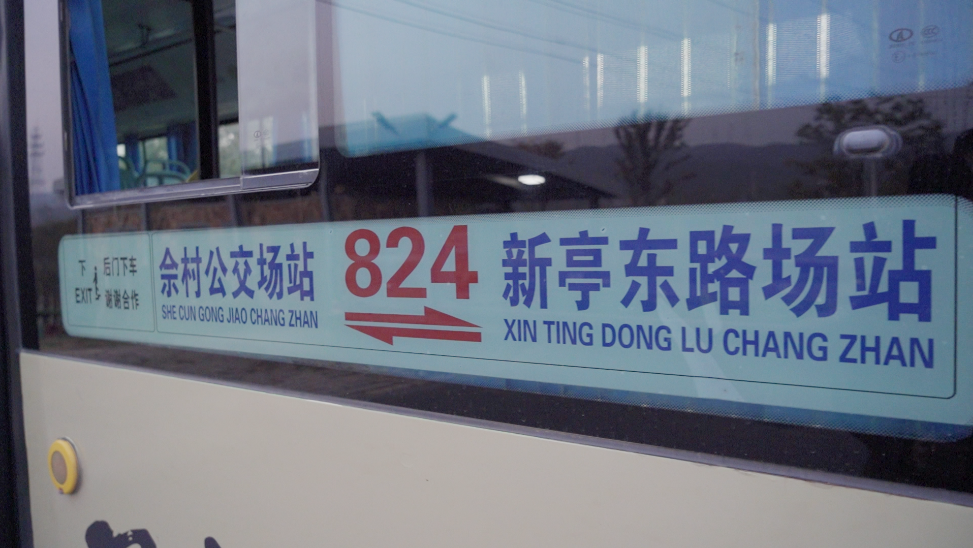 下 后门下车
EXIT 谢谢合作
佘村公交场站
SHE CUN GONG JIAO CHANG ZHAN
824
新亭东路场站
XIN TING DONG LU CHANG ZHAN